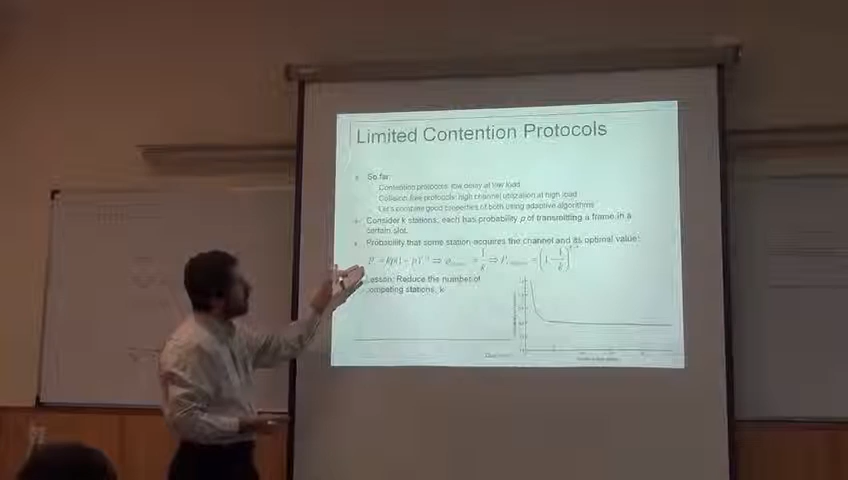 Limited Contention Protocols
So far:
Contention protocols: low delay at low load
Collision-free protocols: high channel utilization at high load
Let's combine good properties of both using adaptive algorithms
Consider k stations, each has probability p of transmitting a frame in a
certain slot.
Probability that some station acquires the channel and its optimal value:
Lesson: Reduce the number of
competing stations, k